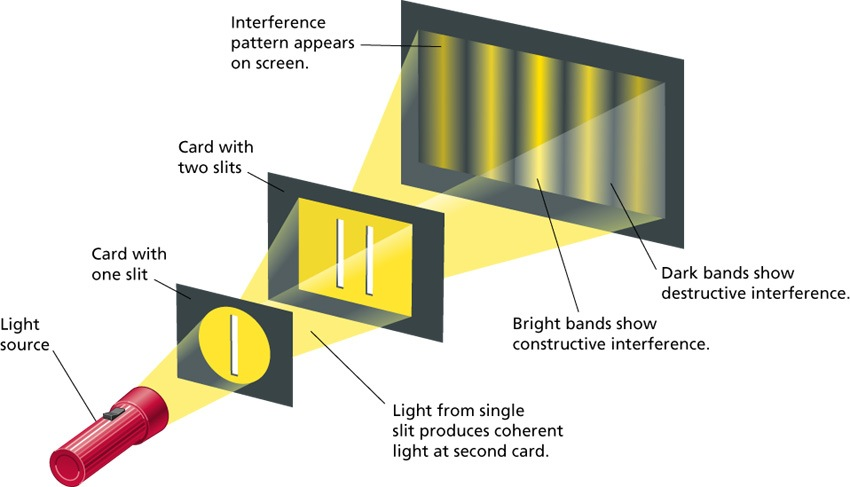 Interference
pattern appears
on screen.
Card with
two slits
Card with
one slit
Light
source
Dark bands show
destructive interference.
Bright bands show
constructive interference.
Light from single
slit produces coherent
light at second card.